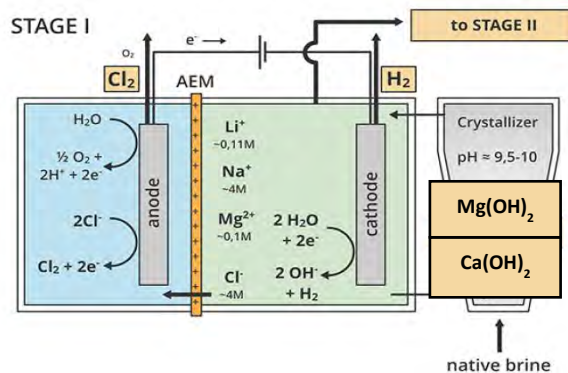 STAGE I
to STAGE II
O₂
e⁻
Cl₂
AEM
H₂
H₂O
½ O₂ +
2H⁺ + 2e⁻
2Cl⁻
Cl₂ + 2e⁻
anode
Li⁺
~0,11M
Na⁺
~4M
Mg²⁺
~0,1M
Cl⁻
~4M
2 H₂O
+ 2e⁻
2 OH⁻
+ H₂
cathode
Crystallizer
pH ≈ 9,5-10
Mg(OH)₂
Ca(OH)₂
native brine